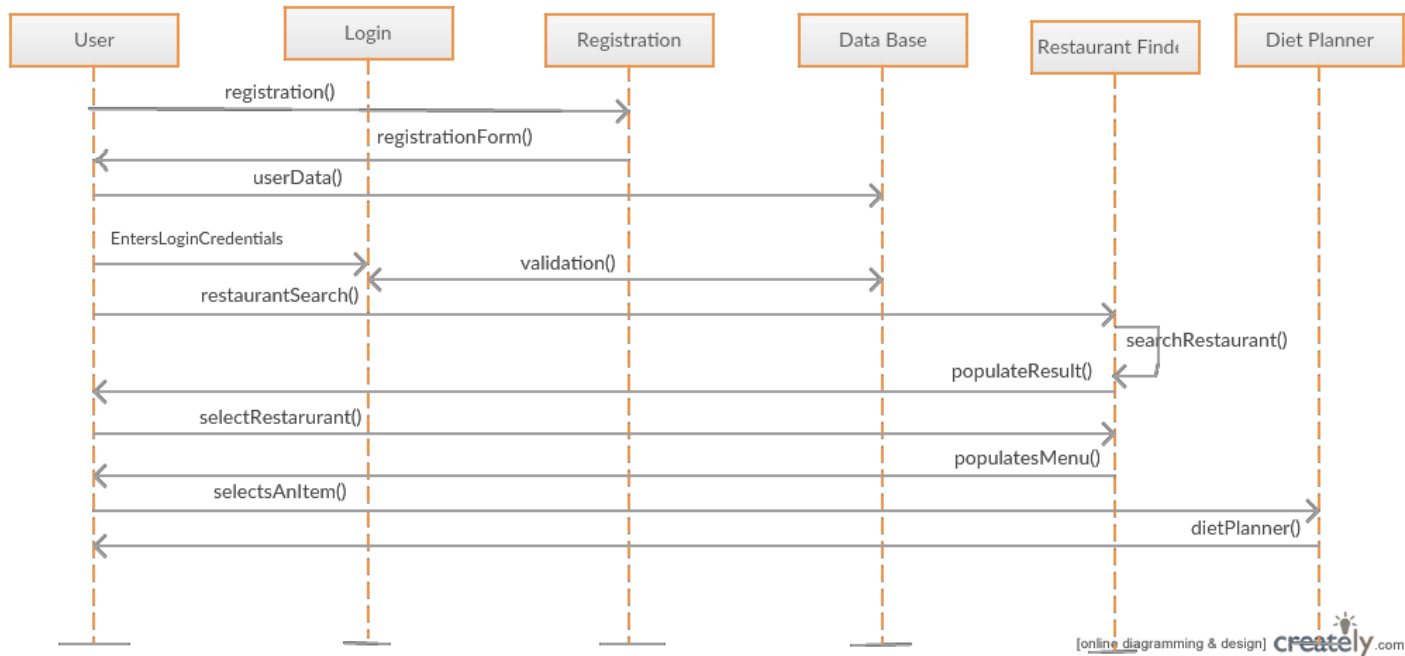 User
Login
Registration
Data Base
Restaurant Finde
Diet Planner
registration()
registrationForm()
userData()
EntersLoginCredentials
validation()
restaurantSearch()
searchRestaurant()
populateResult()
selectRestarurant()
populatesMenu()
selectsAnItem()
dietPlanner()
[online diagramming & design] creately.com